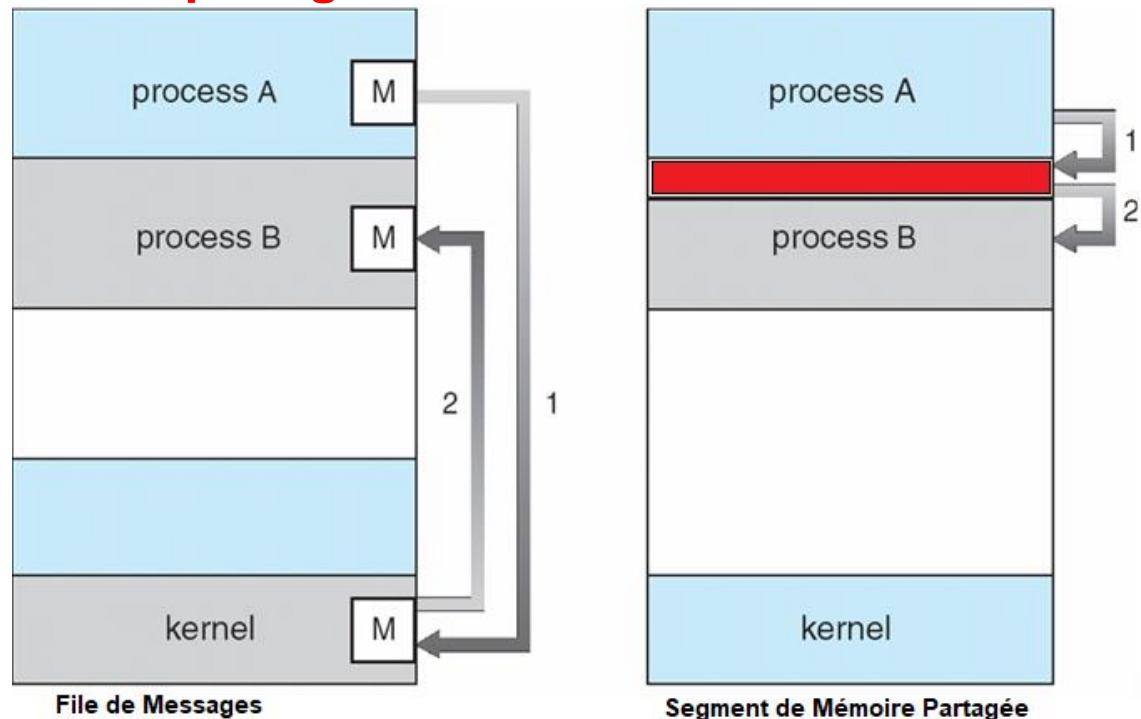 process A
M
process B
M
2
1
kernel
M
File de Messages
process A
1
2
process B
kernel
Segment de Mémoire Partagée